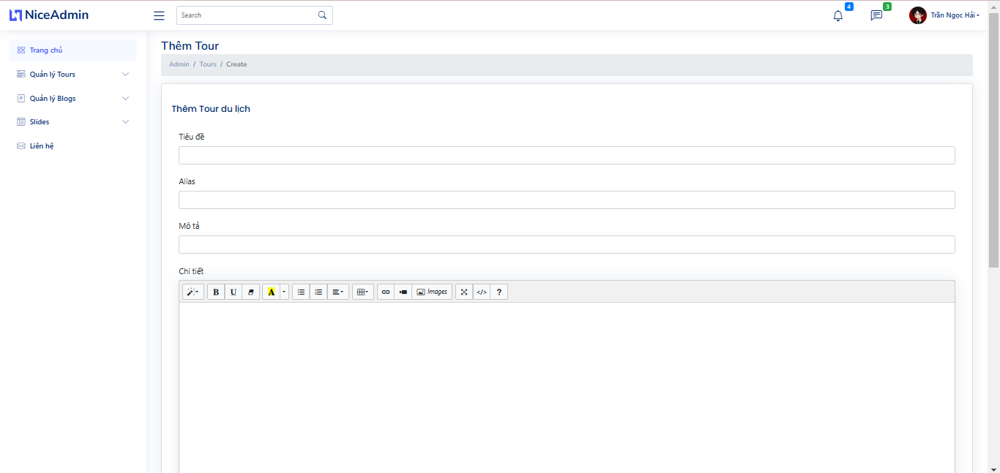 NiceAdmin
Search
4
3
Trần Ngọc Hải
Trang chủ
Quản lý Tours
Quản lý Blogs
Slides
Liên hệ
Thêm Tour
Admin / Tours / Create
Thêm Tour du lịch
Tiêu đề
Alias
Mô tả
Chi tiết
B U A Images </> ?